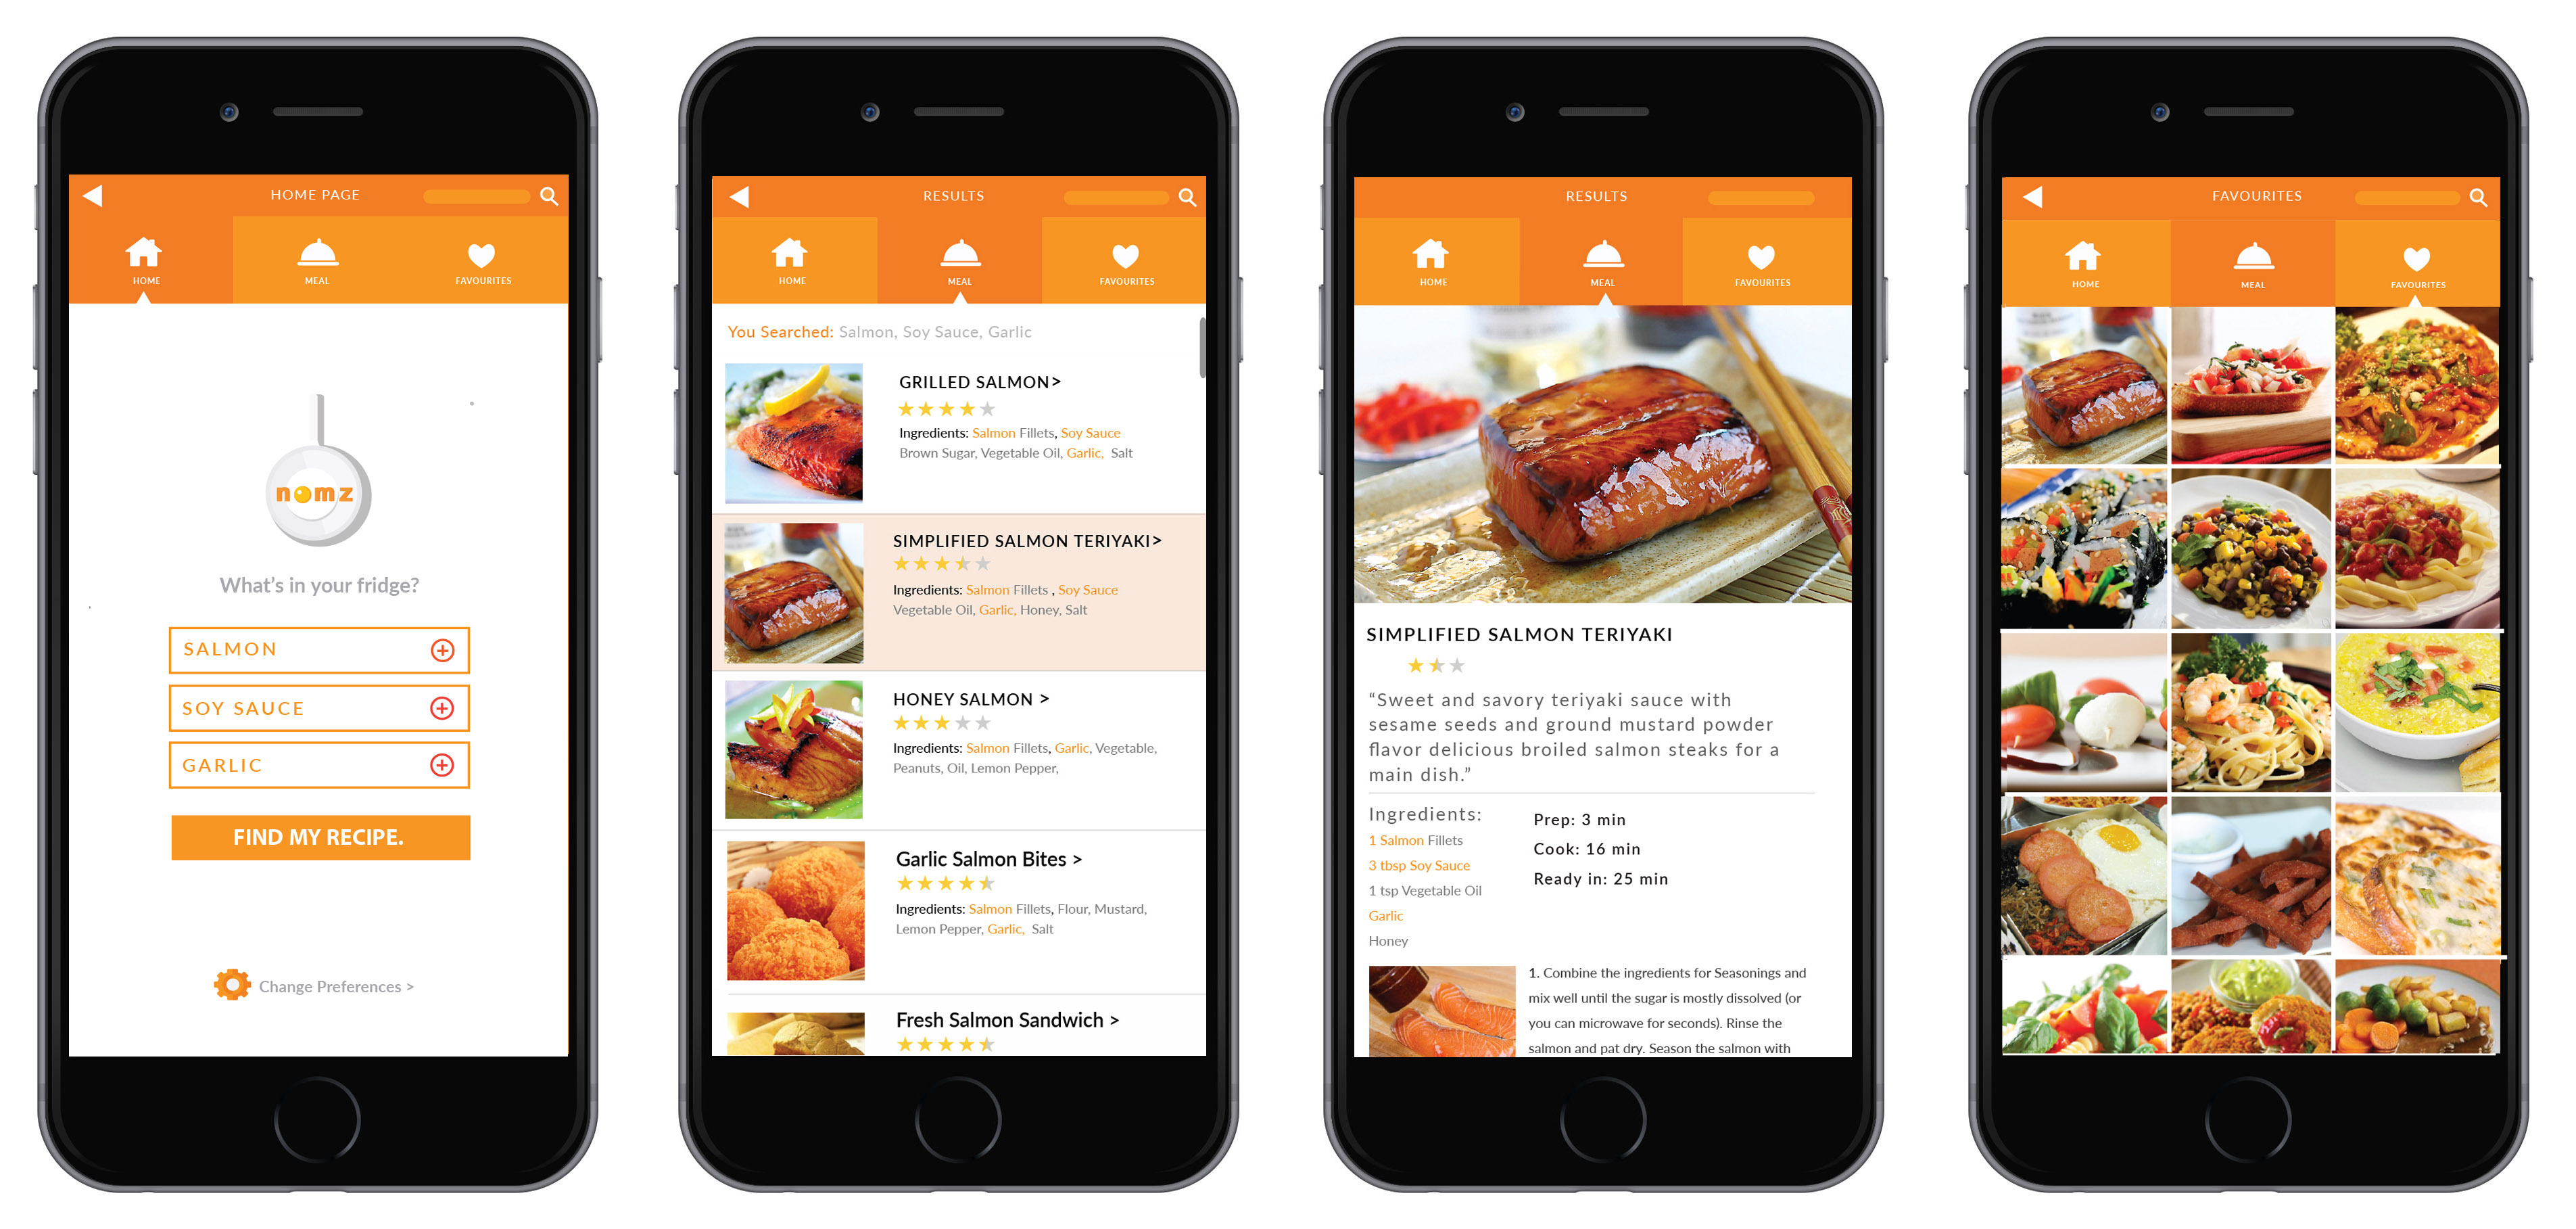 HOME PAGE
HOME
MEAL
FAVOURITES
nomz
What's in your fridge?
SALMON
SOY SAUCE
GARLIC
FIND MY RECIPE.
Change Preferences >
RESULTS
HOME
MEAL
FAVOURITES
You Searched: Salmon, Soy Sauce, Garlic
GRILLED SALMON>
Ingredients: Salmon Fillets, Soy Sauce
Brown Sugar, Vegetable Oil, Garlic, Salt
SIMPLIFIED SALMON TERIYAKI>
Ingredients: Salmon Fillets , Soy Sauce
Vegetable Oil, Garlic, Honey, Salt
HONEY SALMON >
Ingredients: Salmon Fillets, Garlic, Vegetable,
Peanuts, Oil, Lemon Pepper,
Garlic Salmon Bites >
Ingredients: Salmon Fillets, Flour, Mustard,
Lemon Pepper, Garlic, Salt
Fresh Salmon Sandwich >
RESULTS
HOME
MEAL
FAVOURITES
SIMPLIFIED SALMON TERIYAKI
“Sweet and savory teriyaki sauce with
sesame seeds and ground mustard powder
flavor delicious broiled salmon steaks for a
main dish.”
Ingredients:
1 Salmon Fillets
3 tbsp Soy Sauce
1 tsp Vegetable Oil
Garlic
Honey
Prep: 3 min
Cook: 16 min
Ready in: 25 min
1. Combine the ingredients for Seasonings and
mix well until the sugar is mostly dissolved (or
you can microwave for seconds). Rinse the
salmon and pat dry. Season the salmon with
FAVOURITES
HOME
MEAL
FAVOURITES